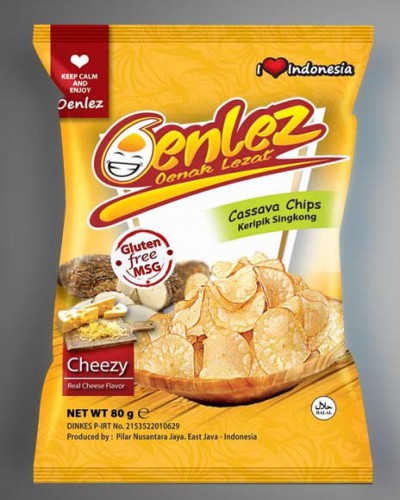 KEEP CALM
AND
ENJOY
Oenlez
I Indonesia
Oenlez
Oenak Lezat
Cassava Chips
Keripik Singkong
Gluten
free
MSG
Cheezy
Real Cheese Flavor
NET WT 80 g ℮
DINKES P-IRT No. 2153522010629
Produced by : Pilar Nusantara Jaya. East Java - Indonesia
حلال
HALAL